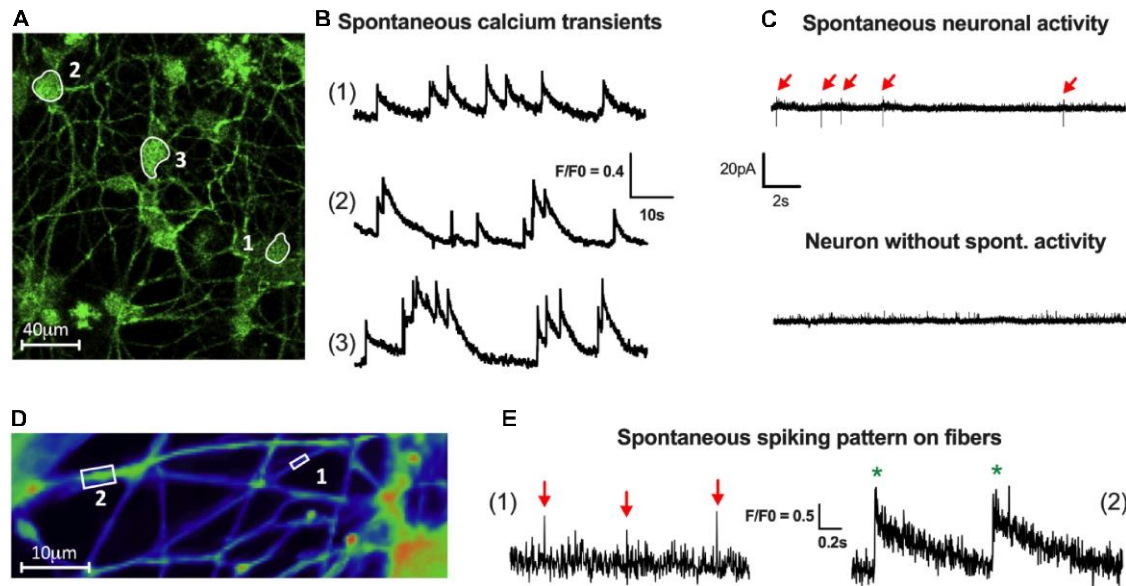 A
2
3
1
40µm
B
Spontaneous calcium transients
(1)
(2)
F/F0 = 0.4
10s
(3)
C
Spontaneous neuronal activity
20pA
2s
Neuron without spont. activity
D
2
1
10µm
E
Spontaneous spiking pattern on fibers
(1)
F/F0 = 0.5
0.2s
*
*
(2)